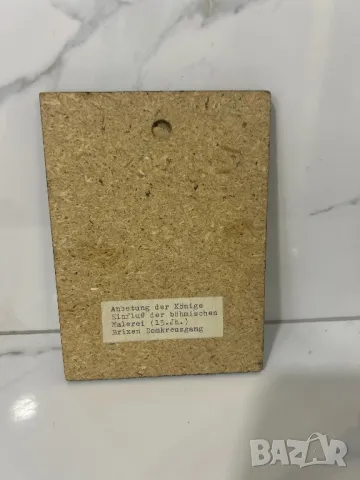 Anbetung der Könige
Einfluß der böhmischen
Malerei (15.Jh.)
Brixen Domkreuzgang
BAZAR